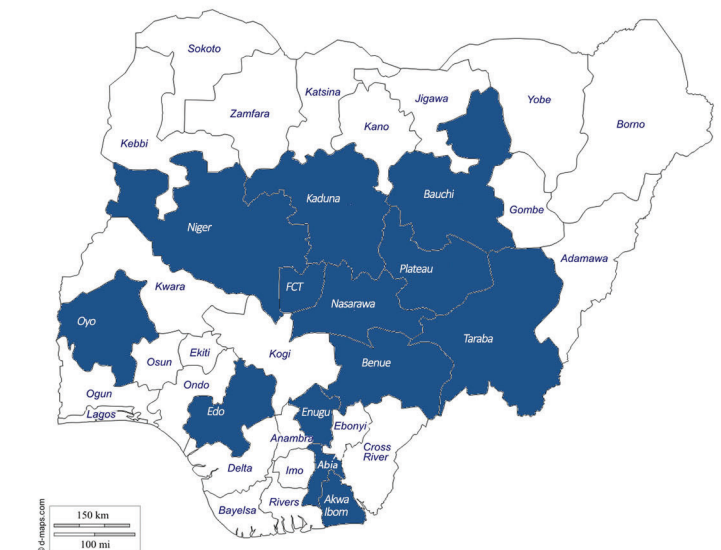 Sokoto
Katsina
Jigawa
Yobe
Borno
Zamfara
Kano
Kebbi
Kaduna
Bauchi
Gombe
Niger
Adamawa
Plateau
Kwara
FCT
Nasarawa
Oyo
Taraba
Osun
Ekiti
Kogi
Benue
Ogun
Ondo
Lagos
Edo
Enugu
Ebonyi
Anambra
Cross
River
Delta
Imo
Abia
Bayelsa
Rivers
Akwa
Ibom
150 km
100 mi
© d-maps.com